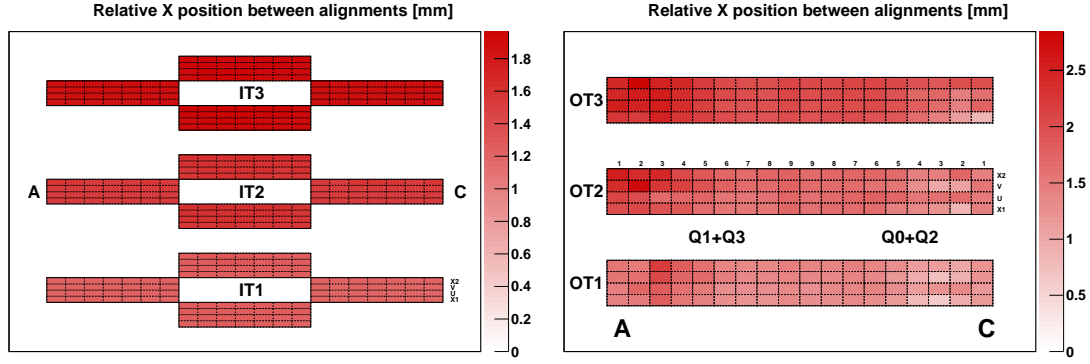 Relative X position between alignments [mm]
IT3
A
IT2
C
IT1
X2
V
U
X1
1.8
1.6
1.4
1.2
1
0.8
0.6
0.4
0.2
0
Relative X position between alignments [mm]
OT3
1 2 3 4 5 6 7 8 9 9 8 7 6 5 4 3 2 1
OT2
X2
V
U
X1
Q1+Q3 Q0+Q2
OT1
A C
2.5
2
1.5
1
0.5
0